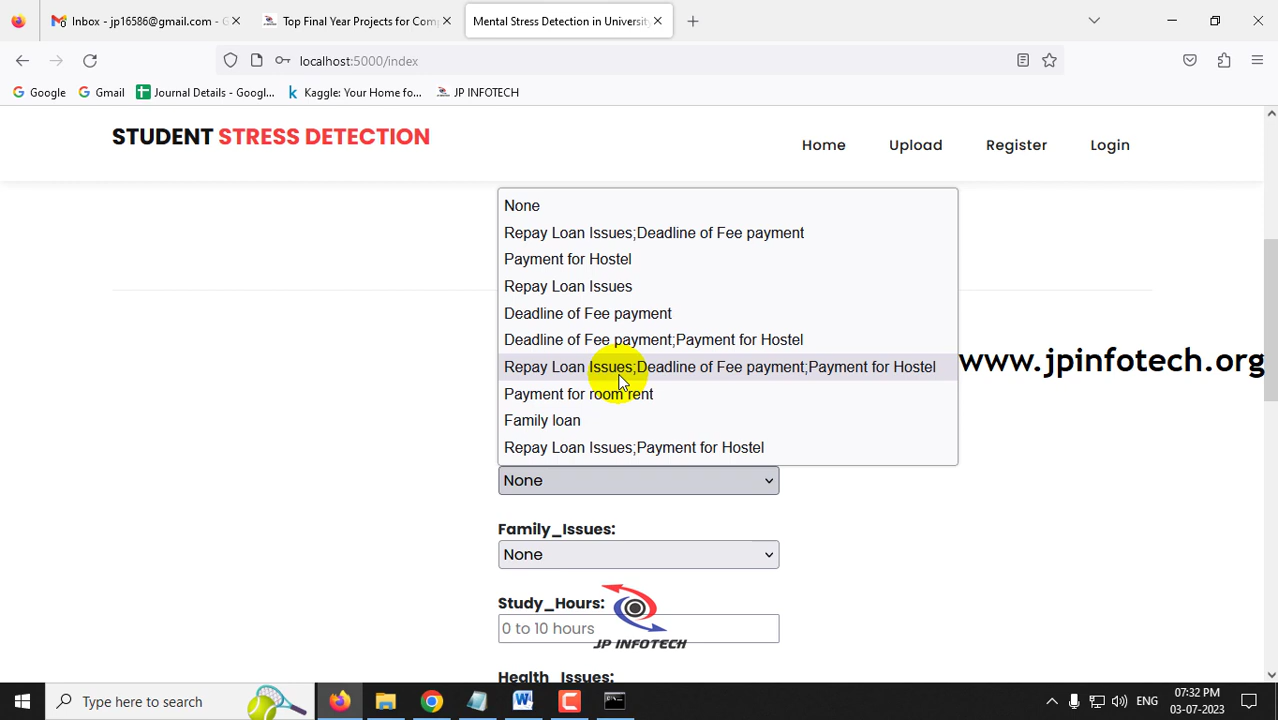 Inbox - jp16586@gmail.com - G
Top Final Year Projects for Comp
Mental Stress Detection in University
localhost:5000/index
Google
Gmail
Journal Details - Googl...
Kaggle: Your Home fo...
JP INFOTECH
STUDENT STRESS DETECTION
Home
Upload
Register
Login
None
Repay Loan Issues;Deadline of Fee payment
Payment for Hostel
Repay Loan Issues
Deadline of Fee payment
Deadline of Fee payment;Payment for Hostel
Repay Loan Issues;Deadline of Fee payment;Payment for Hostel
Payment for room rent
Family loan
Repay Loan Issues;Payment for Hostel
www.jpinfotech.org
None
Family_Issues:
None
Study_Hours:
0 to 10 hours
JP INFOTECH
Health_Issues:
Type here to search
ENG
07:32 PM
03-07-2023